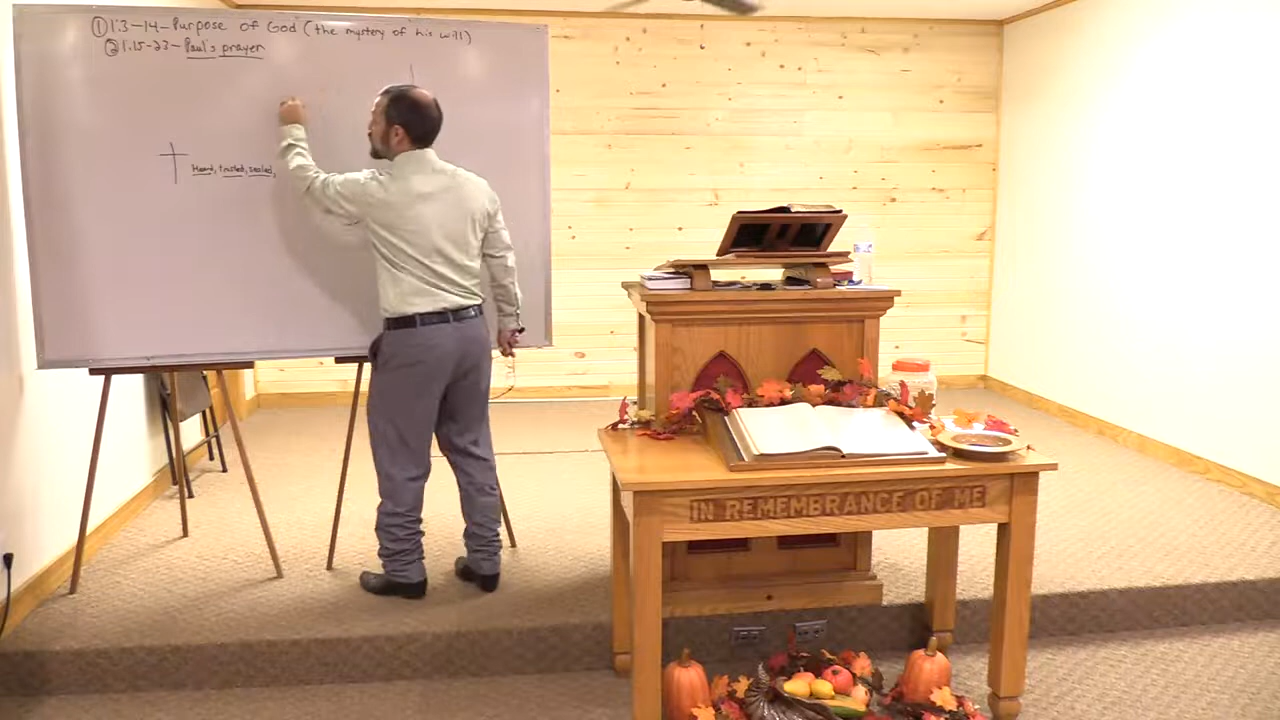 ① 1:3-14-Purpose of God (the mystery of his will)
② 1:15-23-Paul's prayer
Heard, trusted, sealed,
IN REMEMBRANCE OF ME